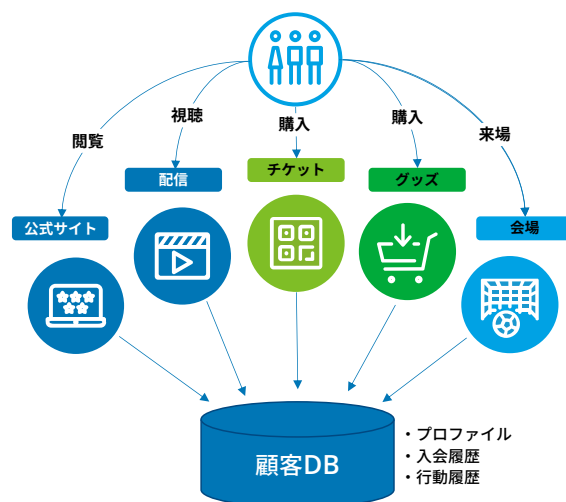 閲覧
視聴
購入
購入
来場
公式サイト
配信
チケット
グッズ
会場
顧客DB
・プロファイル
・入会履歴
・行動履歴